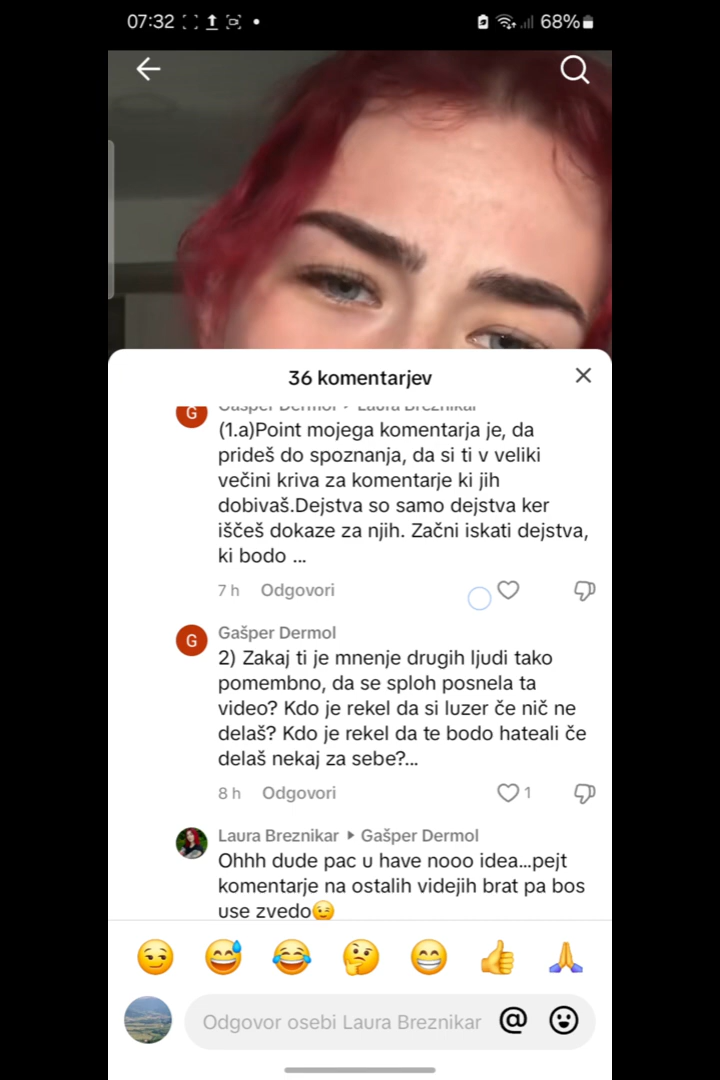 07:32
68%
36 komentarjev
Gašper Dermol ▸ Laura Breznikar
G
(1.a)Point mojega komentarja je, da
prideš do spoznanja, da si ti v veliki
večini kriva za komentarje ki jih
dobivaš.Dejstva so samo dejstva ker
iščeš dokaze za njih. Začni iskati dejstva,
ki bodo ...
7 h Odgovori
Gašper Dermol
G
2) Zakaj ti je mnenje drugih ljudi tako
pomembno, da se sploh posnela ta
video? Kdo je rekel da si luzer če nič ne
delaš? Kdo je rekel da te bodo hateali če
delaš nekaj za sebe?...
8 h Odgovori 1
Laura Breznikar ▸ Gašper Dermol
Ohhh dude pac u have nooo idea...pejt
komentarje na ostalih videjih brat pa bos
use zvedo😉
Odgovor osebi Laura Breznikar @